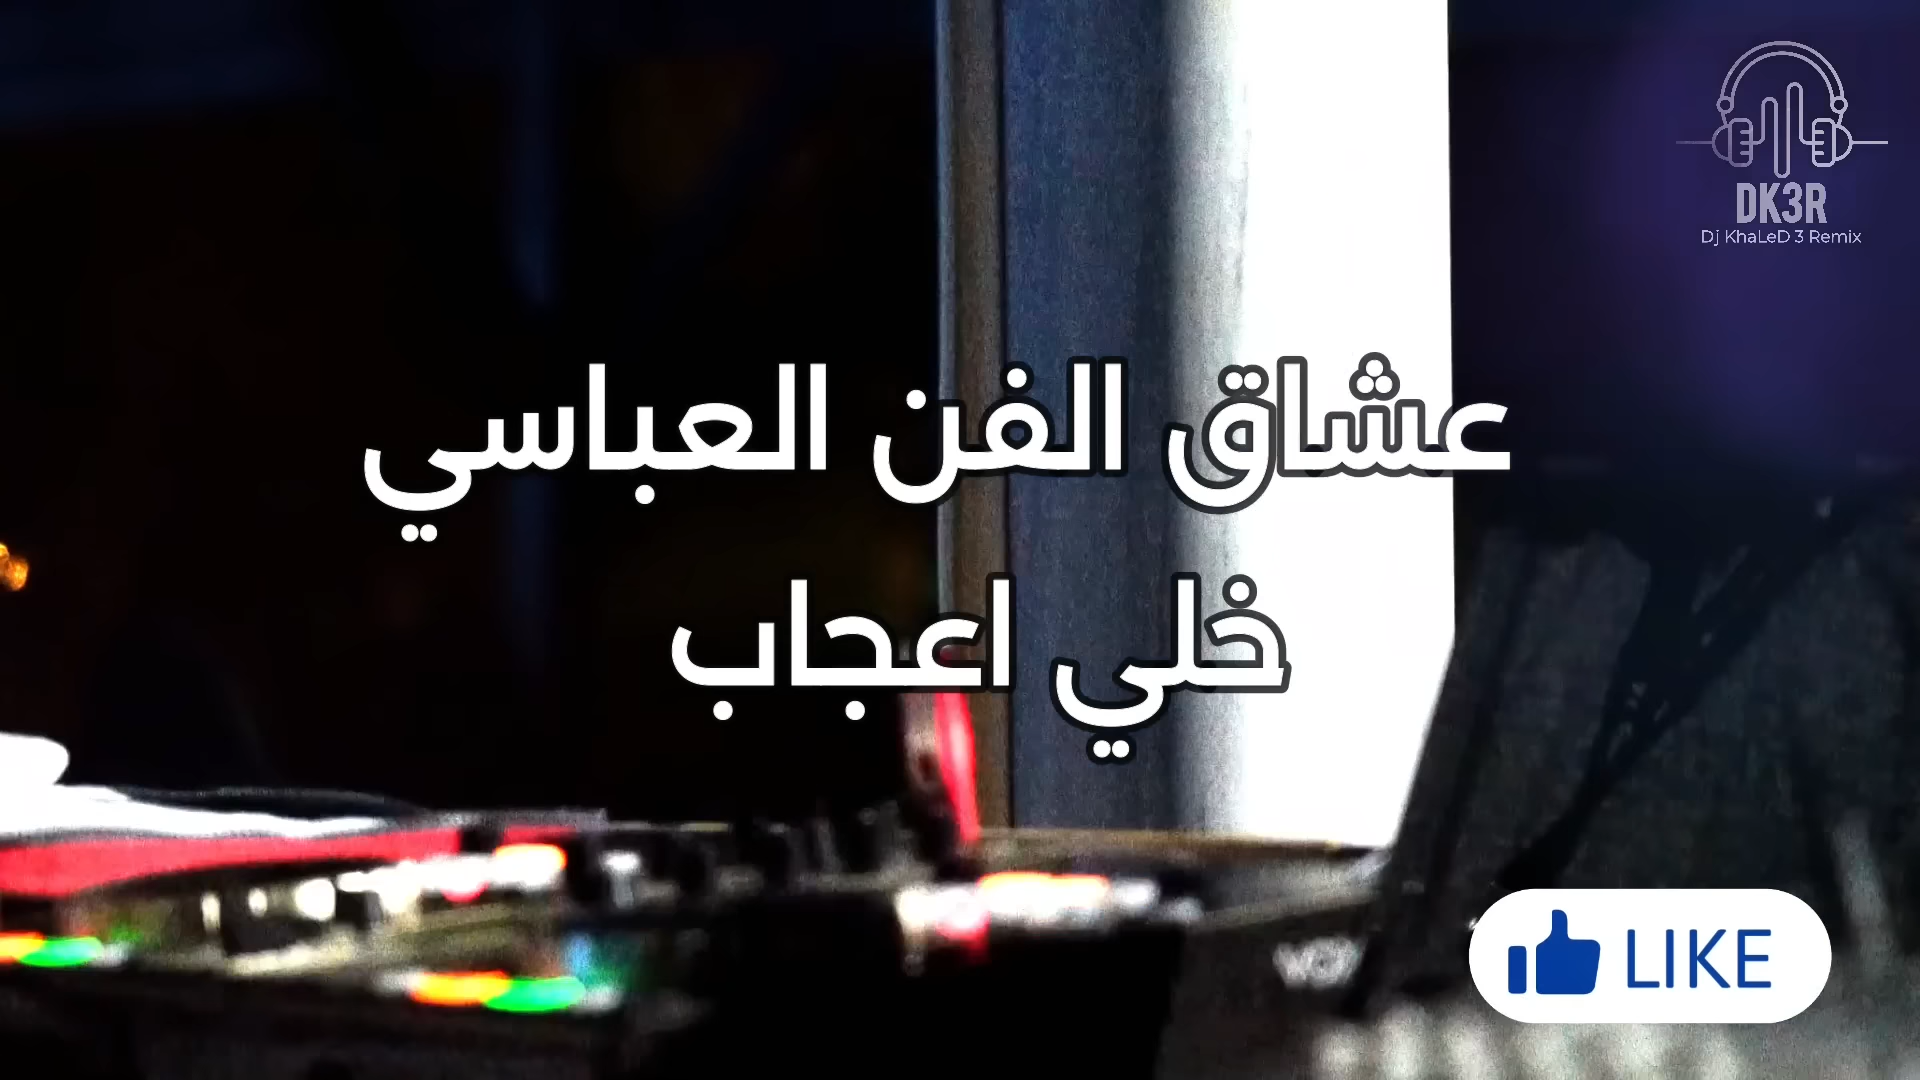 DK3R
Dj KhaLeD 3 Remix
عشاق الفن العباسي
خلي اعجاب
LIKE